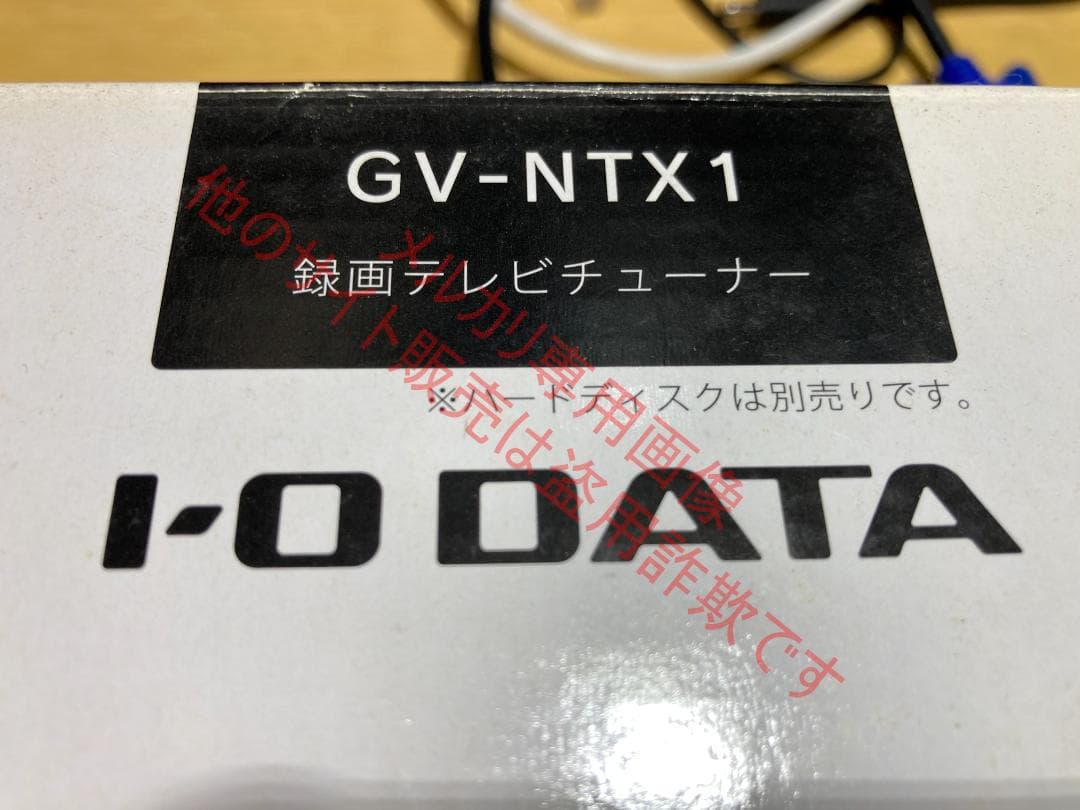 GV-NTX1
録画テレビチューナー
※ハードディスクは別売りです。
I-O DATA
メルカリ専用画像
他のサイト販売は盗用詐欺です